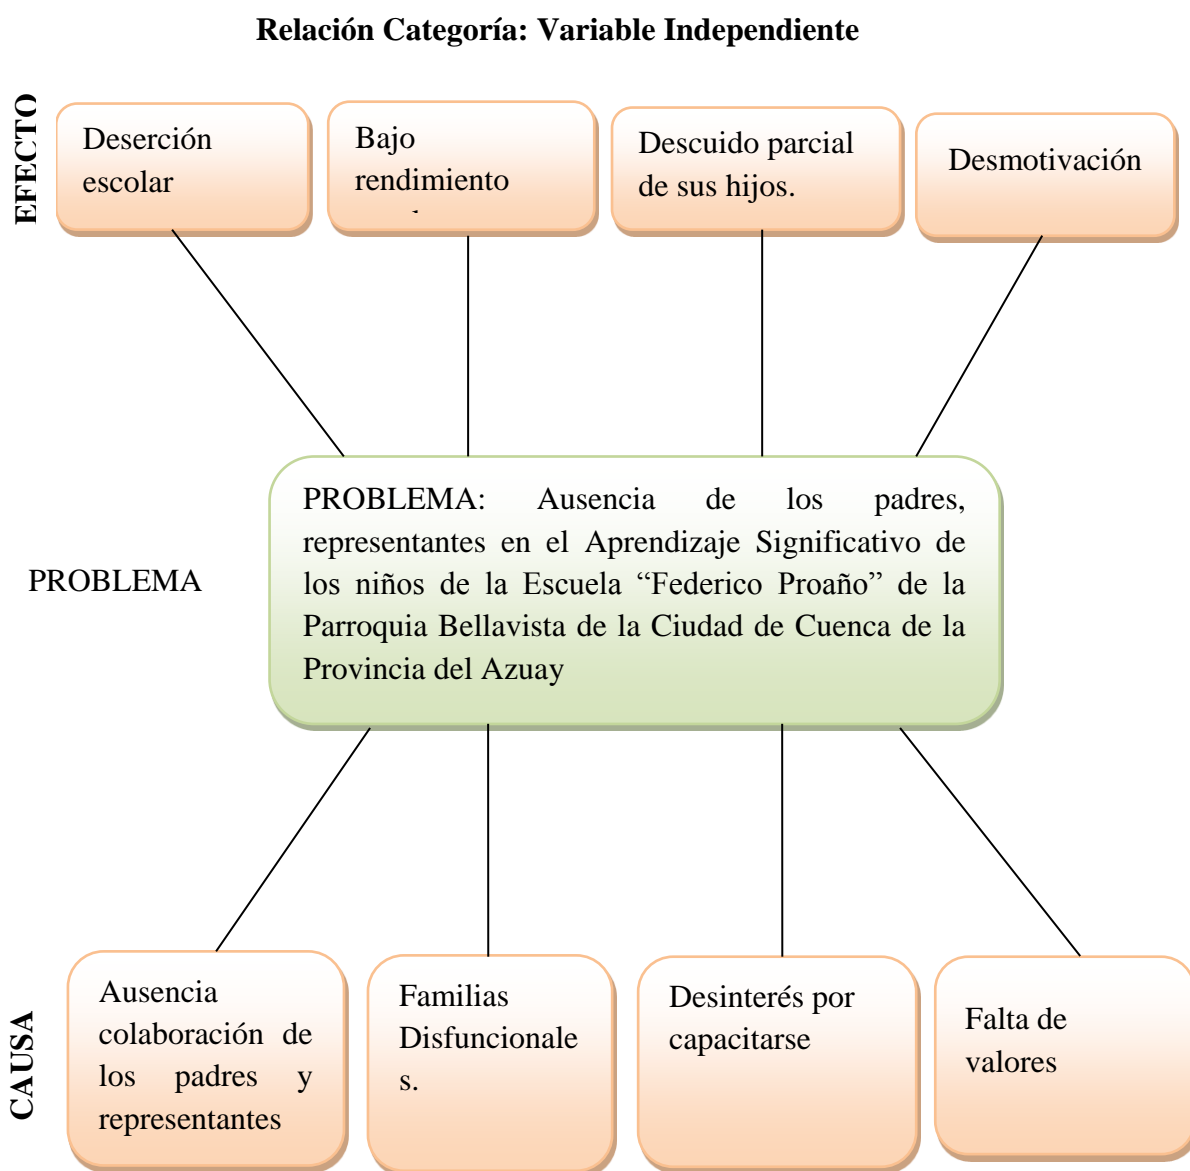 Relación Categoría: Variable Independiente
EFECTO
Deserción
escolar
Bajo
rendimiento
Descuido parcial
de sus hijos.
Desmotivación
PROBLEMA
PROBLEMA: Ausencia de los padres,
representantes en el Aprendizaje Significativo de
los niños de la Escuela “Federico Proaño” de la
Parroquia Bellavista de la Ciudad de Cuenca de la
Provincia del Azuay
CAUSA
Ausencia
colaboración de
los padres y
representantes
Familias
Disfuncionale
s.
Desinterés por
capacitarse
Falta de
valores